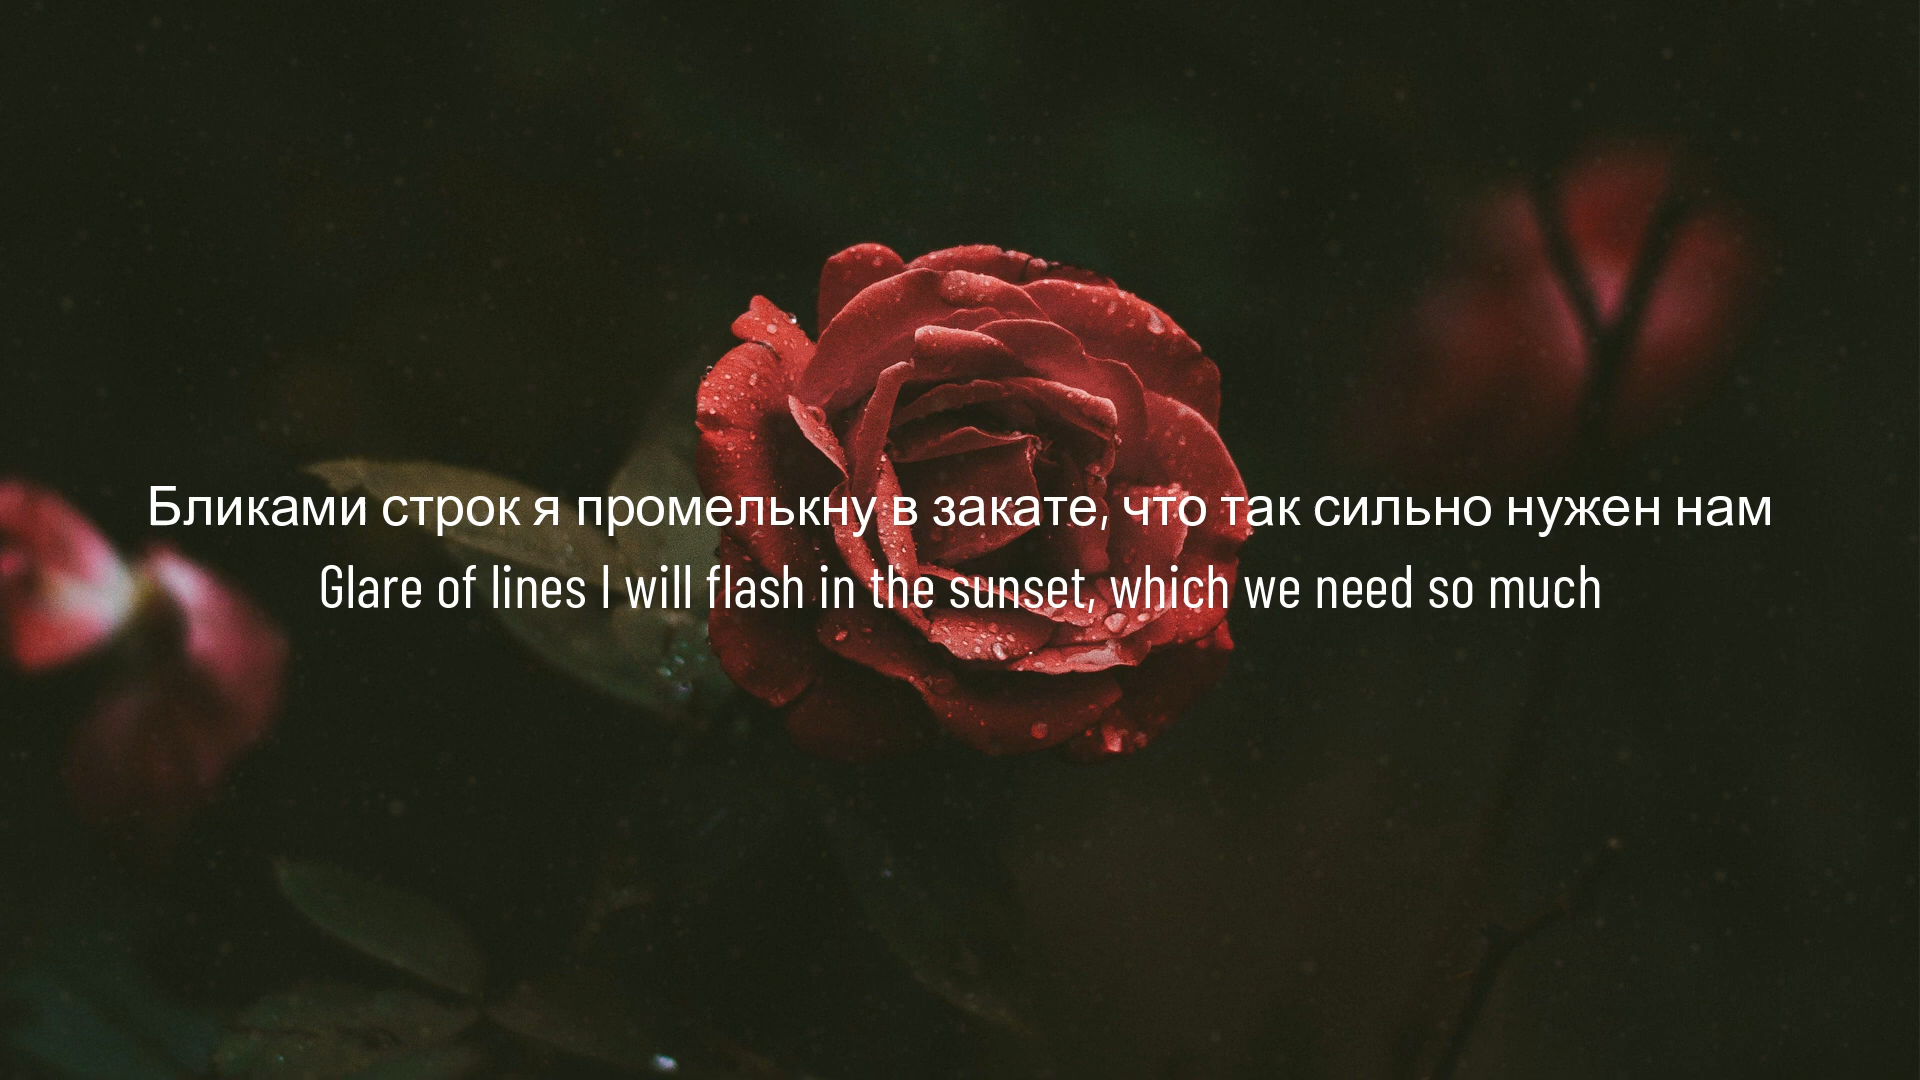 Бликами строк я промелькну в закате, что так сильно нужен нам
Glare of lines I will flash in the sunset, which we need so much